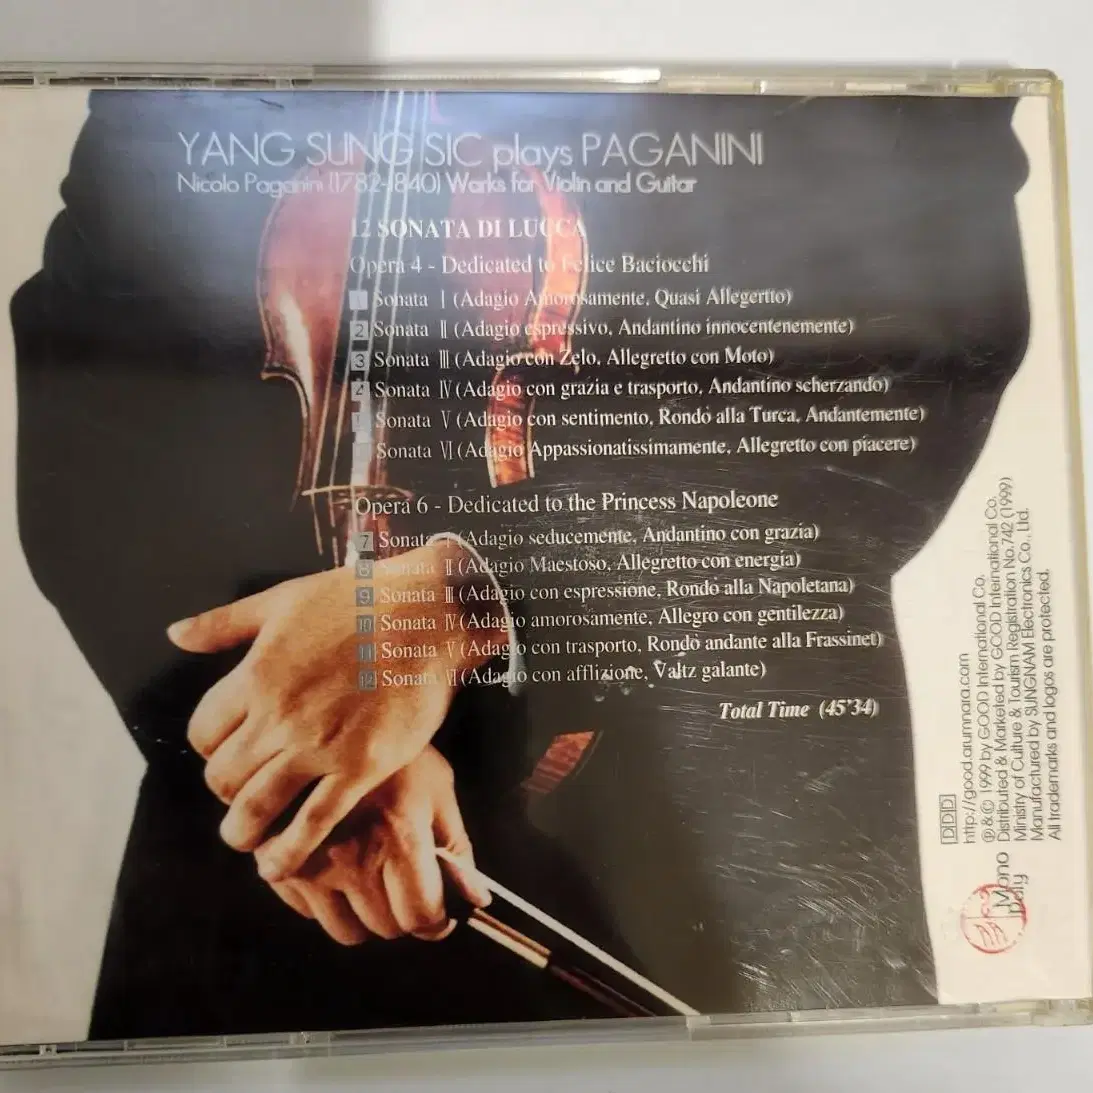 YANG SUNG SIC plays PAGANINI
Nicolo Paganini (1782-1840) Works for Violin and Guitar
12 SONATA DI LUCCA
Opera 4 - Dedicated to Felice Baciocchi
1 Sonata Ⅰ (Adagio Amorosamente, Quasi Allegertto)
2 Sonata Ⅱ (Adagio espressivo, Andantino innocentenemente)
3 Sonata Ⅲ (Adagio con Zelo, Allegretto con Moto)
4 Sonata Ⅳ (Adagio con grazia e trasporto, Andantino scherzando)
Sonata Ⅴ (Adagio con sentimento, Rondo alla Turca, Andantemente)
Sonata Ⅵ (Adagio Appassionatissimamente, Allegretto con piacere)
Opera 6 - Dedicated to the Princess Napoleone
7 Sonata Ⅰ (Adagio seducemente, Andantino con grazia)
8 Sonata Ⅱ (Adagio Maestoso, Allegretto con energia)
9 Sonata Ⅲ (Adagio con espressione, Rondo alla Napoletana)
10 Sonata Ⅳ (Adagio amorosamente, Allegro con gentilezza)
11 Sonata Ⅴ (Adagio con trasporto, Rondo andante alla Frassinet)
12 Sonata Ⅵ (Adagio con afflizione, Valtz galante)
Total Time (45'34)
DDD
http://good.arumnara.com
℗&© 1999 by GOOD International Co.
Distributed & Marketed by GOOD International Co.
Ministry of Culture & Tourism Registration No.742 (1999)
Manufactured by SUNGNAM Electronics Co., Ltd.
All trademarks and logos are protected.
Mono
poly